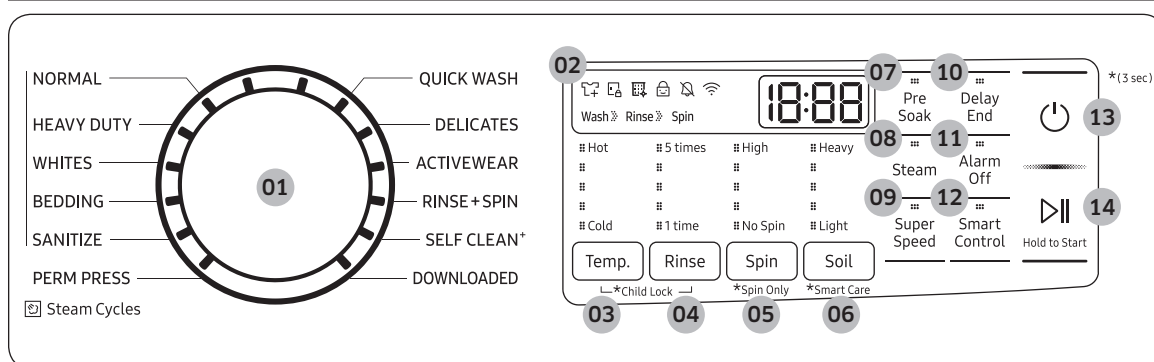 NORMAL
HEAVY DUTY
WHITES
BEDDING
SANITIZE
PERM PRESS
Steam Cycles
01
QUICK WASH
DELICATES
ACTIVEWEAR
RINSE+SPIN
SELF CLEAN+
DOWNLOADED
02
Wash Rinse Spin
18:88
Hot 5 times High Heavy
Cold 1 time No Spin Light
Temp. Rinse Spin Soil
*Child Lock *Spin Only *Smart Care
03 04 05 06
07 10
Pre Soak
Delay End
08 11
Steam
Alarm Off
09 12
Super Speed
Smart Control
*(3 sec)
13
14
Hold to Start